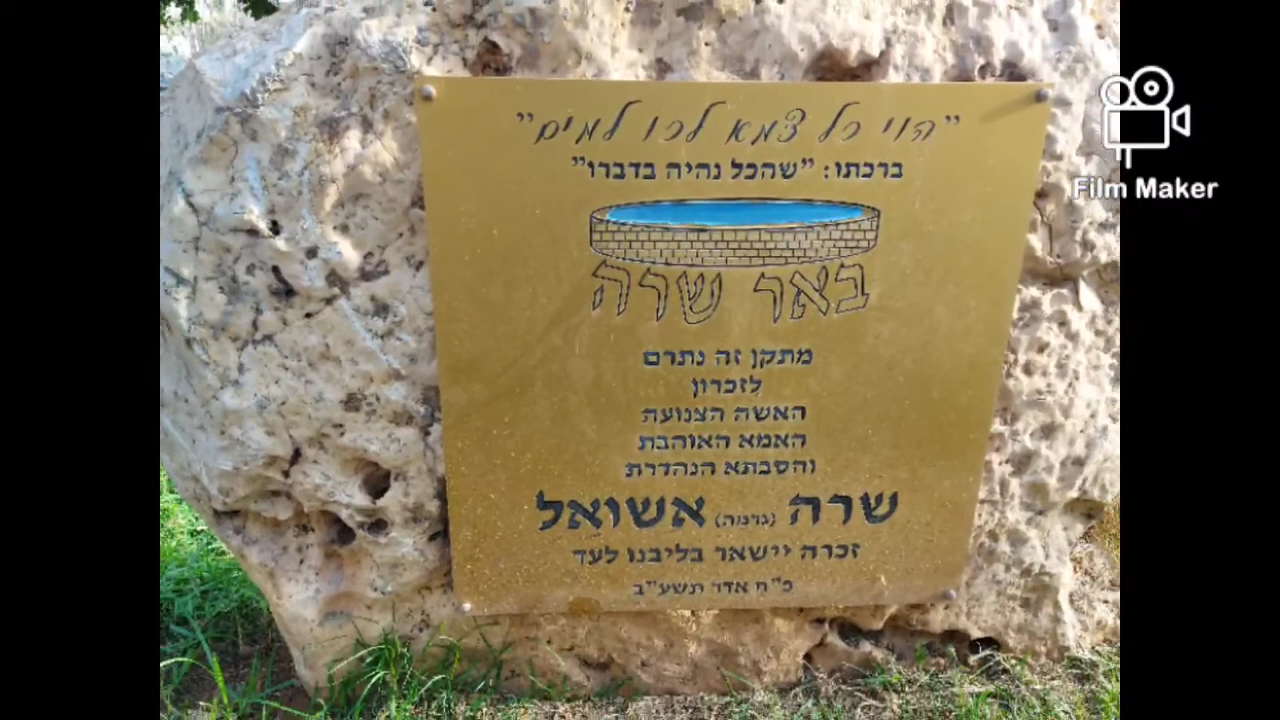 "הוי כל צמא לכו למים"
ברכתו: "שהכל נהיה בדברו"
באר שרה
מתקן זה נתרם
לזכרון
האשה הצנועה
האמא האוהבת
והסבתא הנהדרת
שרה (גרמה) אשואל
זכרה יישאר בליבנו לעד
כ"ח אדר תשע"ב
Film Maker